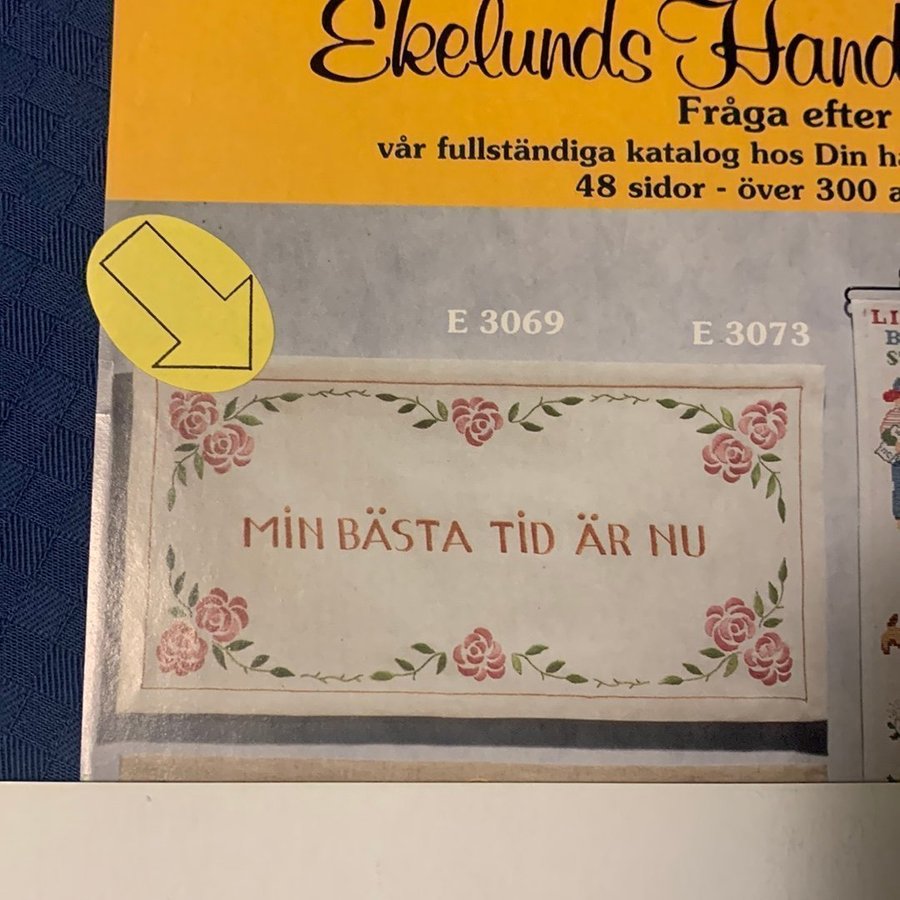 Ekelunds Hand
Fråga efter
vår fullständiga katalog hos Din
48 sidor - över 300
E 3069
E 3073
MIN BÄSTA TID ÄR NU